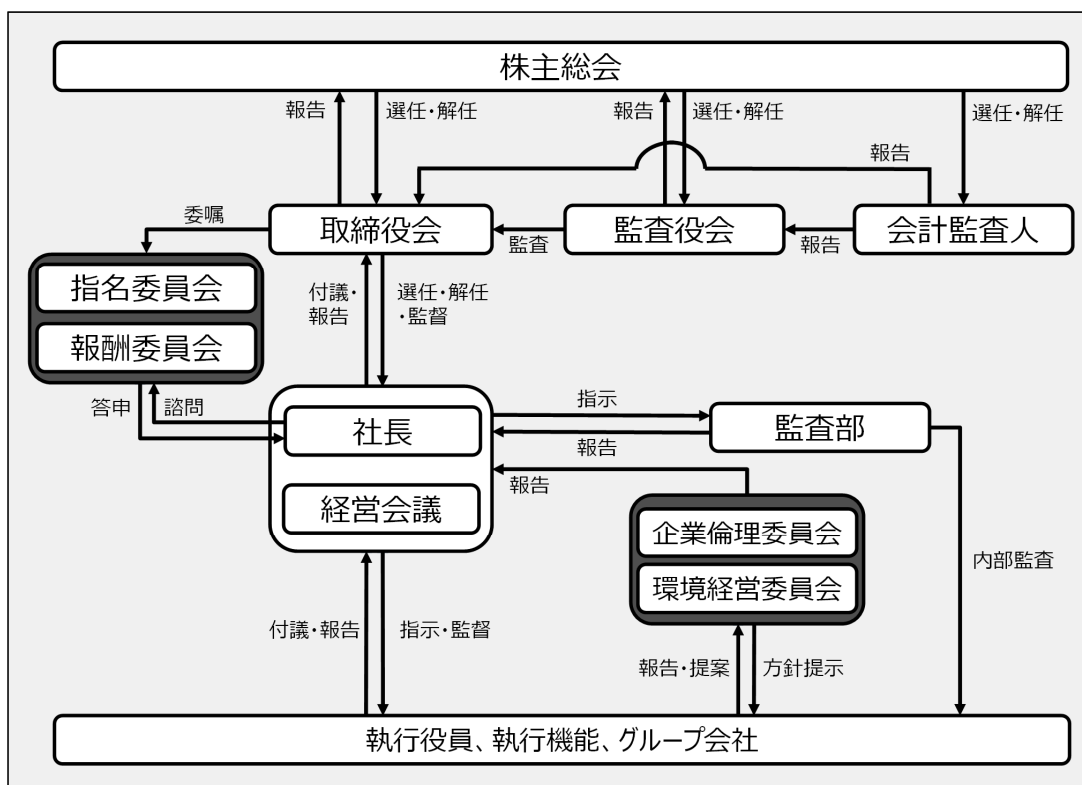 株主総会
報告
選任・解任
報告
選任・解任
選任・解任
報告
委嘱
取締役会
監査
監査役会
報告
会計監査人
指名委員会
報酬委員会
付議・
報告
選任・解任
・監督
答申
諮問
社長
経営会議
指示
報告
監査部
報告
企業倫理委員会
環境経営委員会
内部監査
付議・報告
指示・監督
報告・提案
方針提示
執行役員、執行機能、グループ会社